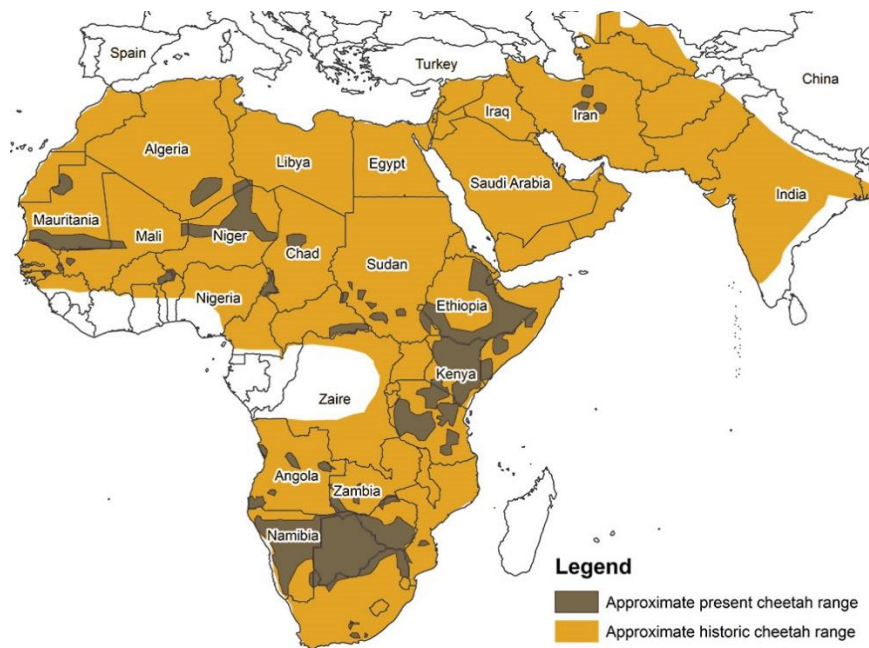 Spain
Turkey
China
Algeria
Libya
Egypt
Iraq
Iran
Saudi Arabia
India
Mauritania
Mali
Niger
Chad
Sudan
Nigeria
Ethiopia
Kenya
Zaire
Angola
Zambia
Namibia
Legend
Approximate present cheetah range
Approximate historic cheetah range